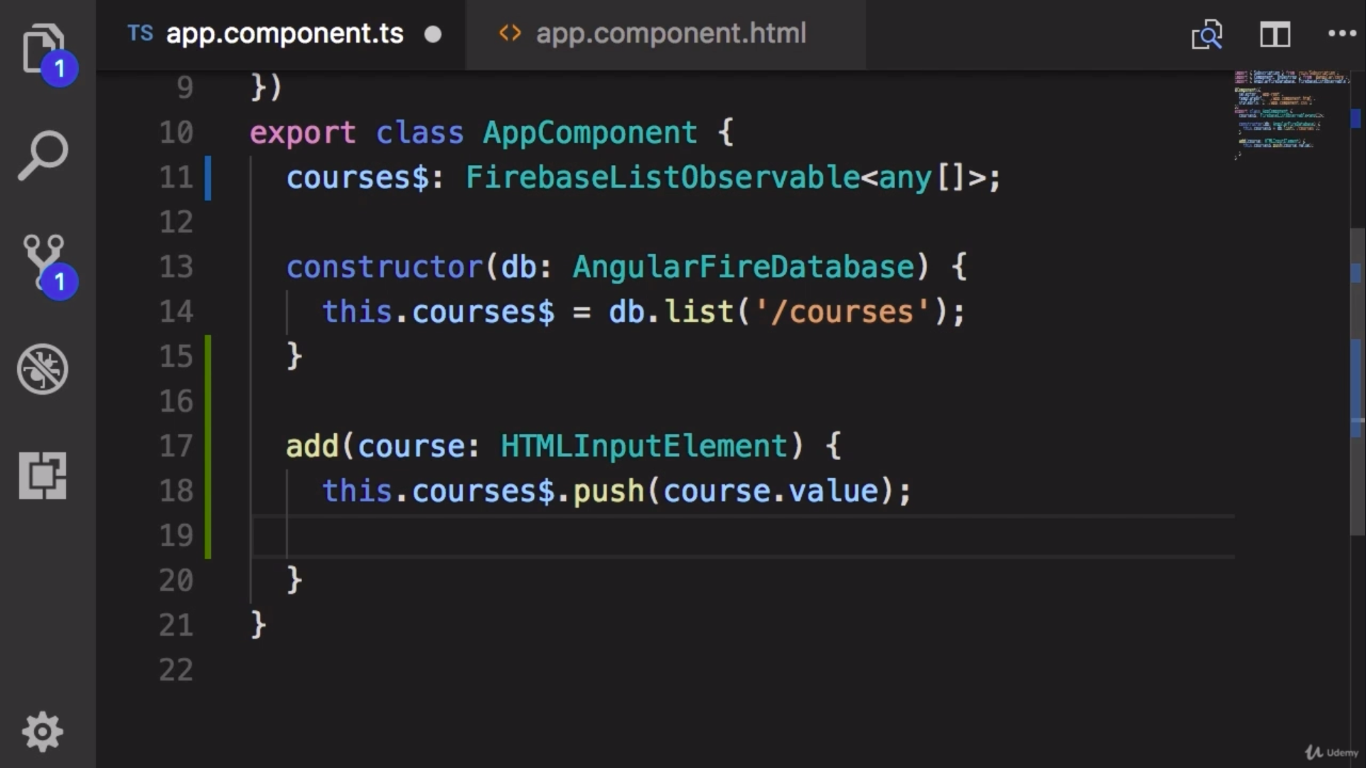 TS app.component.ts
<> app.component.html
1
1
9 })
10 export class AppComponent {
11 courses$: FirebaseListObservable<any[]>;
12
13 constructor(db: AngularFireDatabase) {
14 this.courses$ = db.list('/courses');
15 }
16
17 add(course: HTMLInputElement) {
18 this.courses$.push(course.value);
19
20 }
21 }
22
Udemy